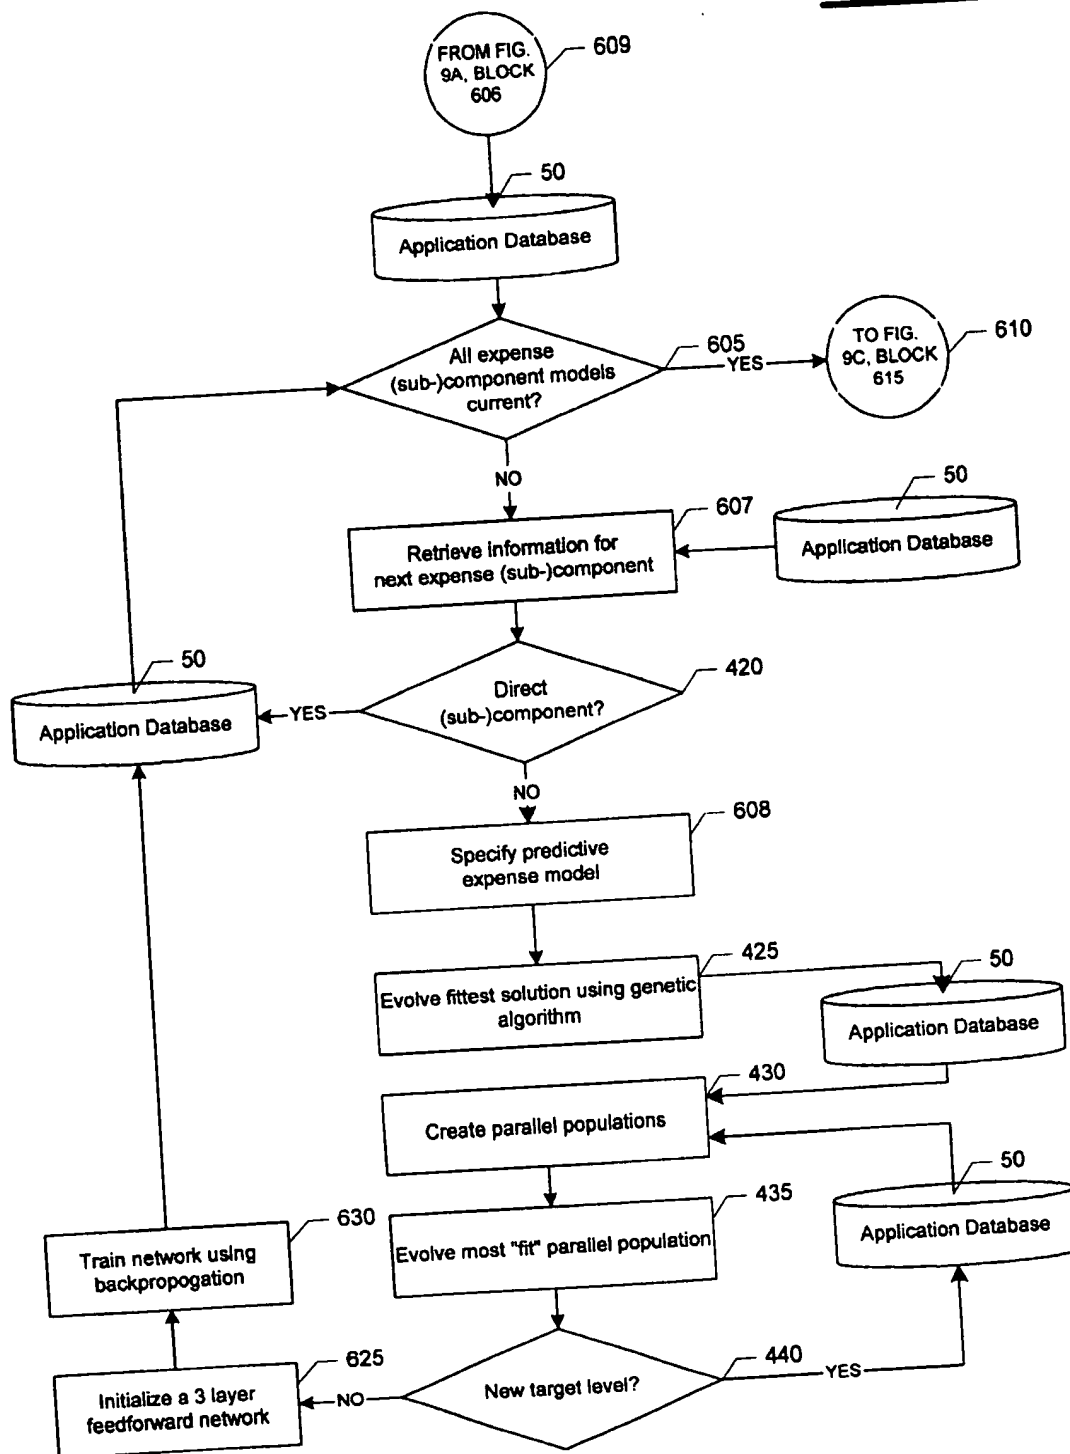 FROM FIG.
9A, BLOCK
606
609
50
Application Database
All expense
(sub-)component models
current?
605
YES
TO FIG.
9C, BLOCK
615
610
NO
607
Retrieve information for
next expense (sub-)component
50
Application Database
50
Application Database
YES
Direct
(sub-)component?
420
NO
608
Specify predictive
expense model
425
Evolve fittest solution using genetic
algorithm
50
Application Database
430
Create parallel populations
435
Evolve most "fit" parallel population
50
Application Database
630
Train network using
backpropogation
625
Initialize a 3 layer
feedforward network
NO
New target level?
440
YES